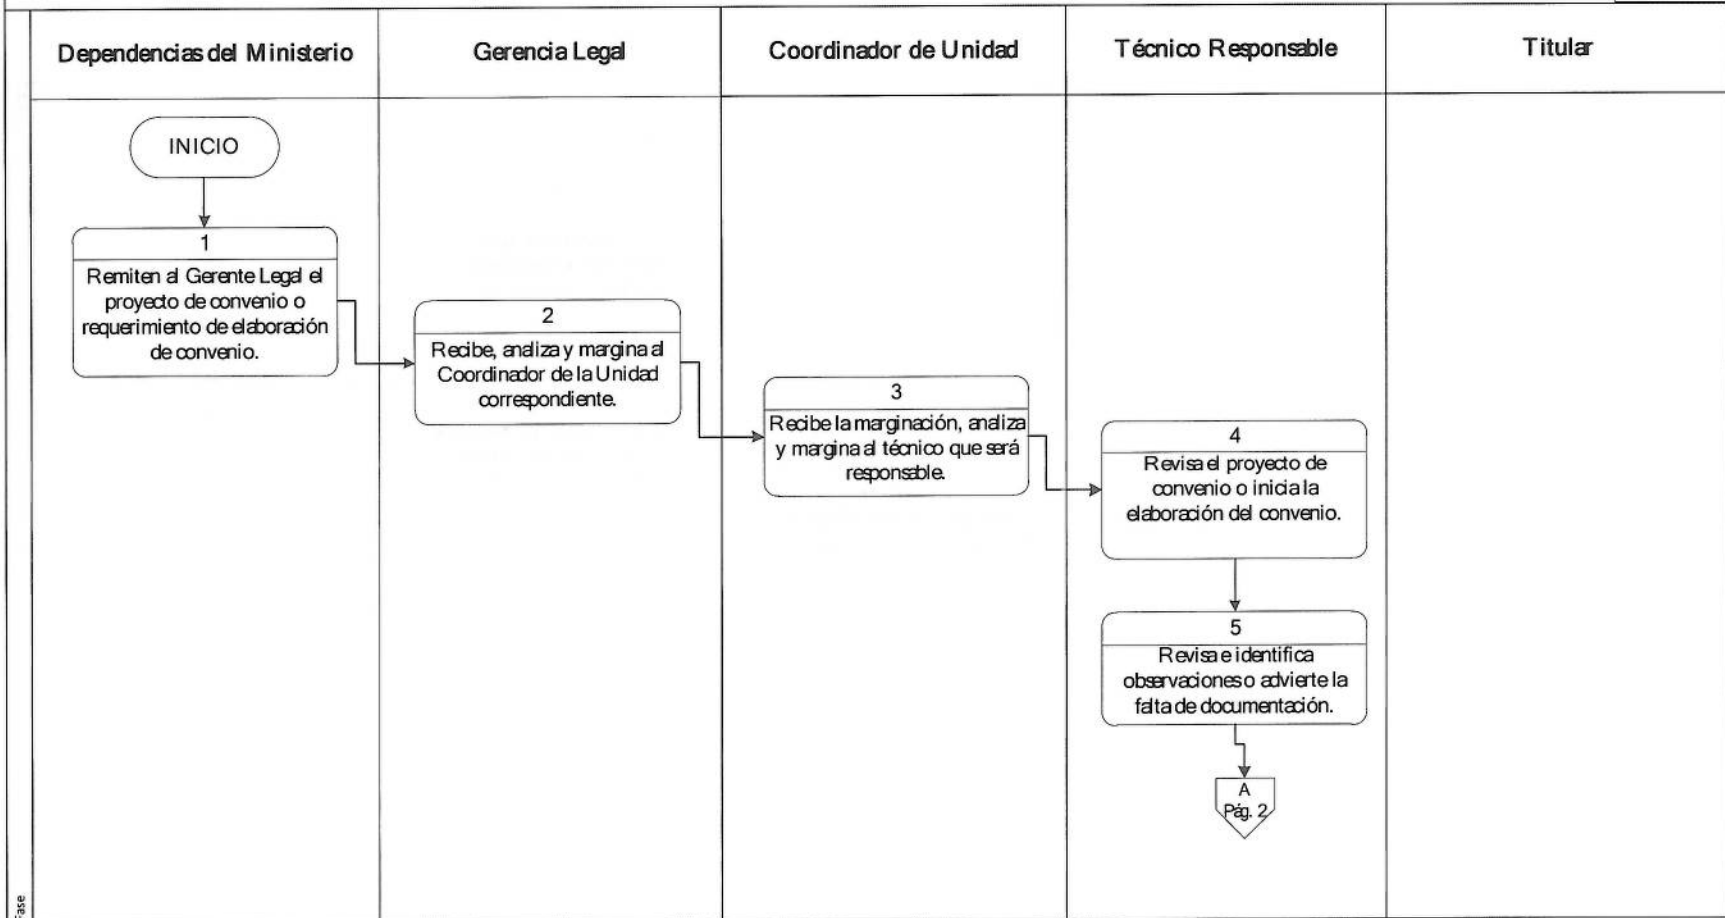 Dependencias del Ministerio
Gerencia Legal
Coordinador de Unidad
Técnico Responsable
Titular
INICIO
1
Remiten al Gerente Legal el
proyecto de convenio o
requerimiento de elaboración
de convenio.
2
Recibe, analiza y margina al
Coordinador de la Unidad
correspondiente.
3
Recibe la marginación, analiza
y margina al técnico que será
responsable.
4
Revisa el proyecto de
convenio o inicia la
elaboración del convenio.
5
Revisa e identifica
observaciones o advierte la
falta de documentación.
A
Pág. 2
Fase